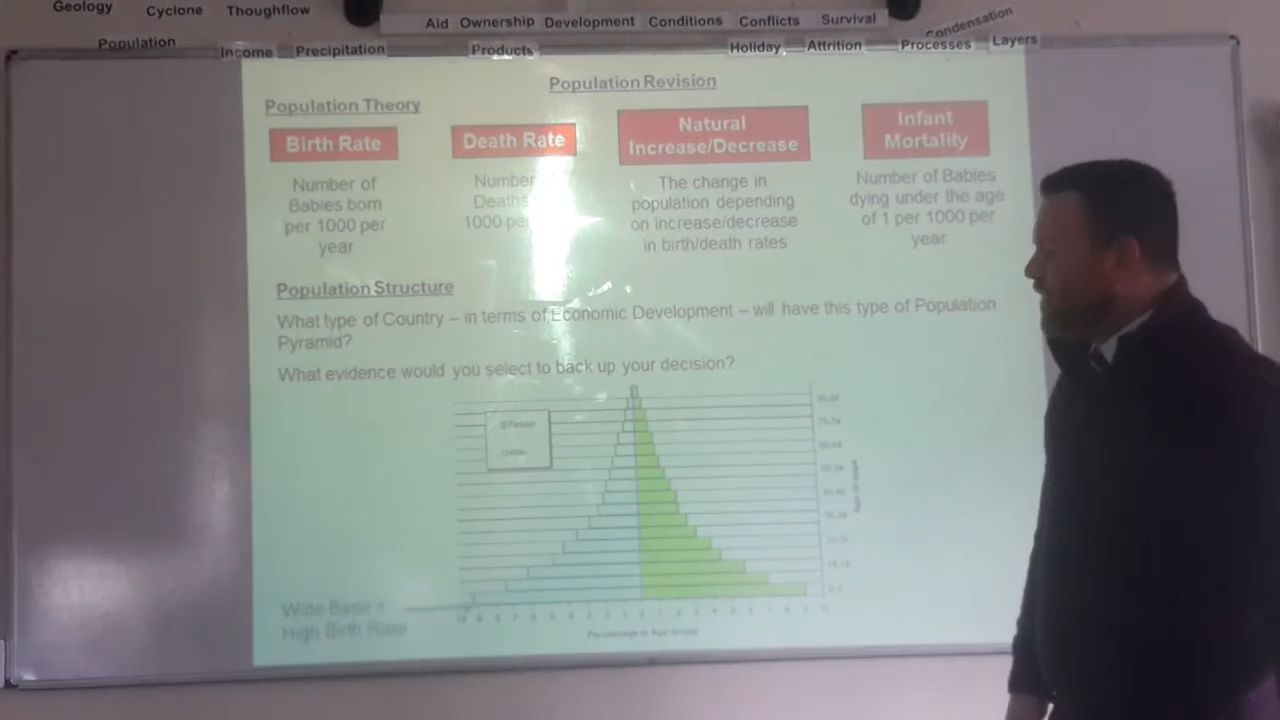 Geology Cyclone Thoughflow
Aid Ownership Development Conditions Conflicts Survival
Condensation
Population Income Precipitation Products Holiday Attrition Processes Layers
Population Revision
Population Theory
Birth Rate
Number of
Babies born
per 1000 per
year
Death Rate
Number
Deaths
1000 per
Natural
Increase/Decrease
The change in
population depending
on increase/decrease
in birth/death rates
Infant
Mortality
Number of Babies
dying under the age
of 1 per 1000 per
year
Population Structure
What type of Country – in terms of Economic Development – will have this type of Population
Pyramid?
What evidence would you select to back up your decision?
Wide Base =
High Birth Rate
Percentage in Age Group